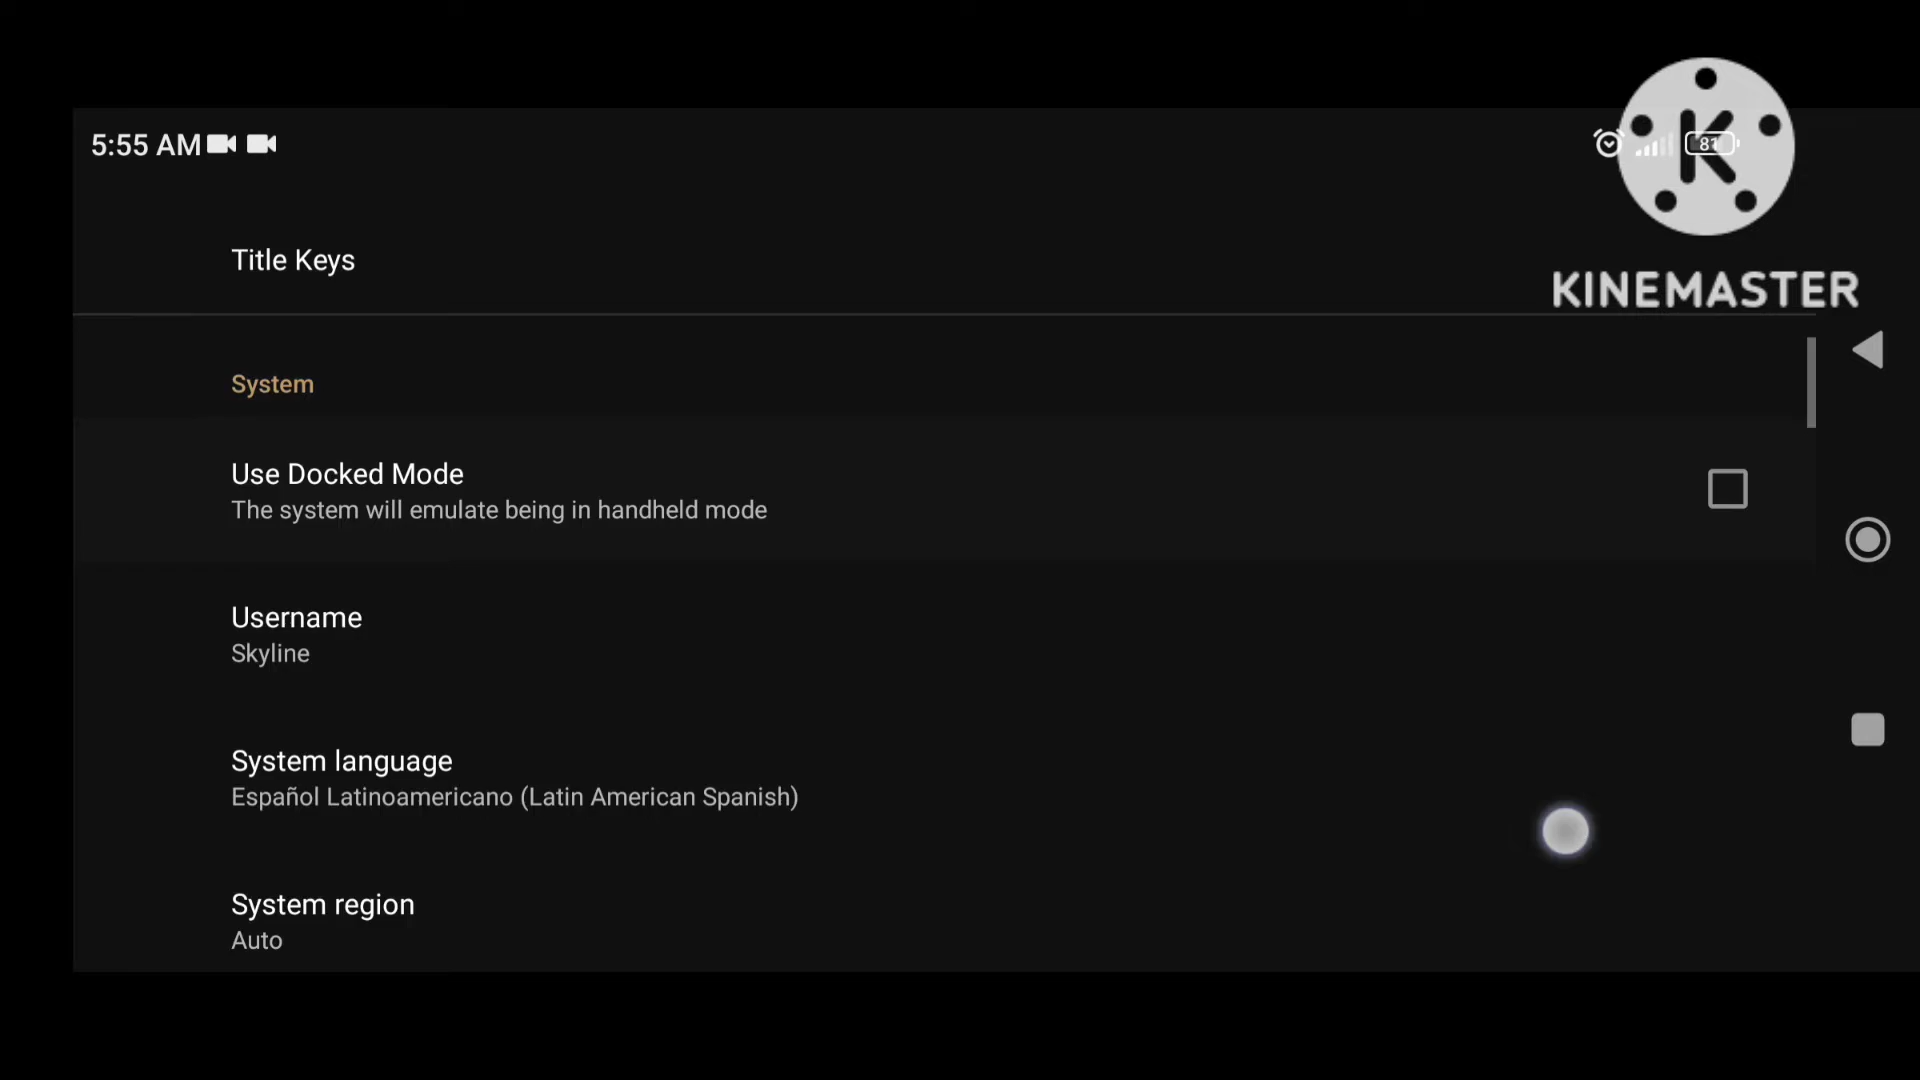 5:55 AM
81
K
KINEMASTER
Title Keys
System
Use Docked Mode
The system will emulate being in handheld mode
Username
Skyline
System language
Español Latinoamericano (Latin American Spanish)
System region
Auto